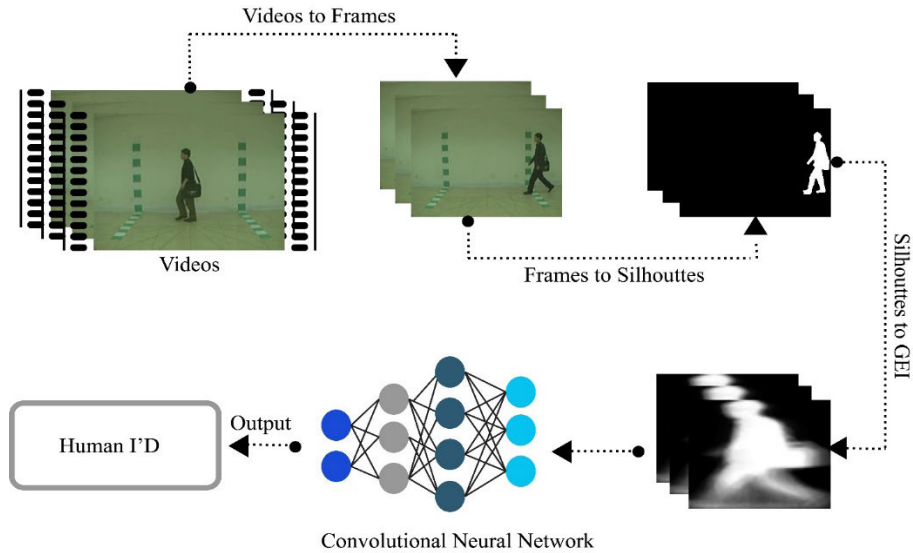 Videos to Frames
Videos
Frames to Silhouttes
Silhouttes to GEI
Human I'D
Output
Convolutional Neural Network